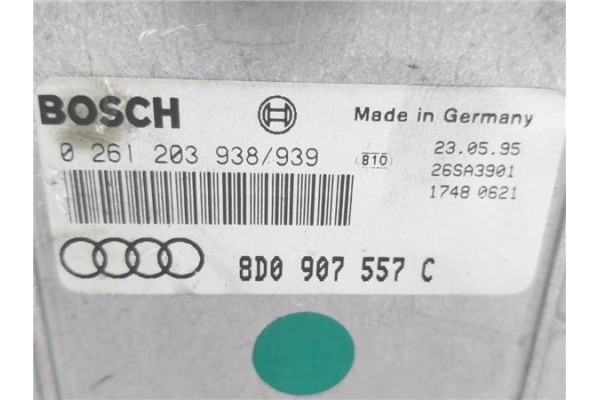 BOSCH
Made in Germany
0 261 203 938/939
B10
23.05.95
26SA3901
1748 0621
8D0 907 557 C